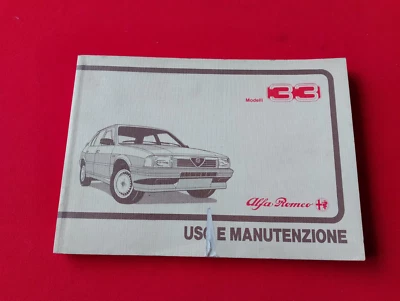 Modelli 33
Alfa Romeo
USO E MANUTENZIONE